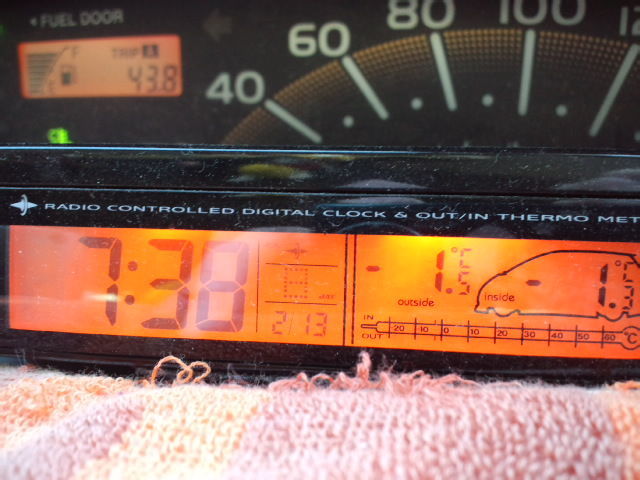 FUEL DOOR
F TRIP A
43.8
E
40 60 80 100
RADIO CONTROLLED DIGITAL CLOCK & OUT/IN THERMO MET
7:38
日
2/13
outside
inside
IN
OUT
20 10 0 10 20 30 40 50 60 °C